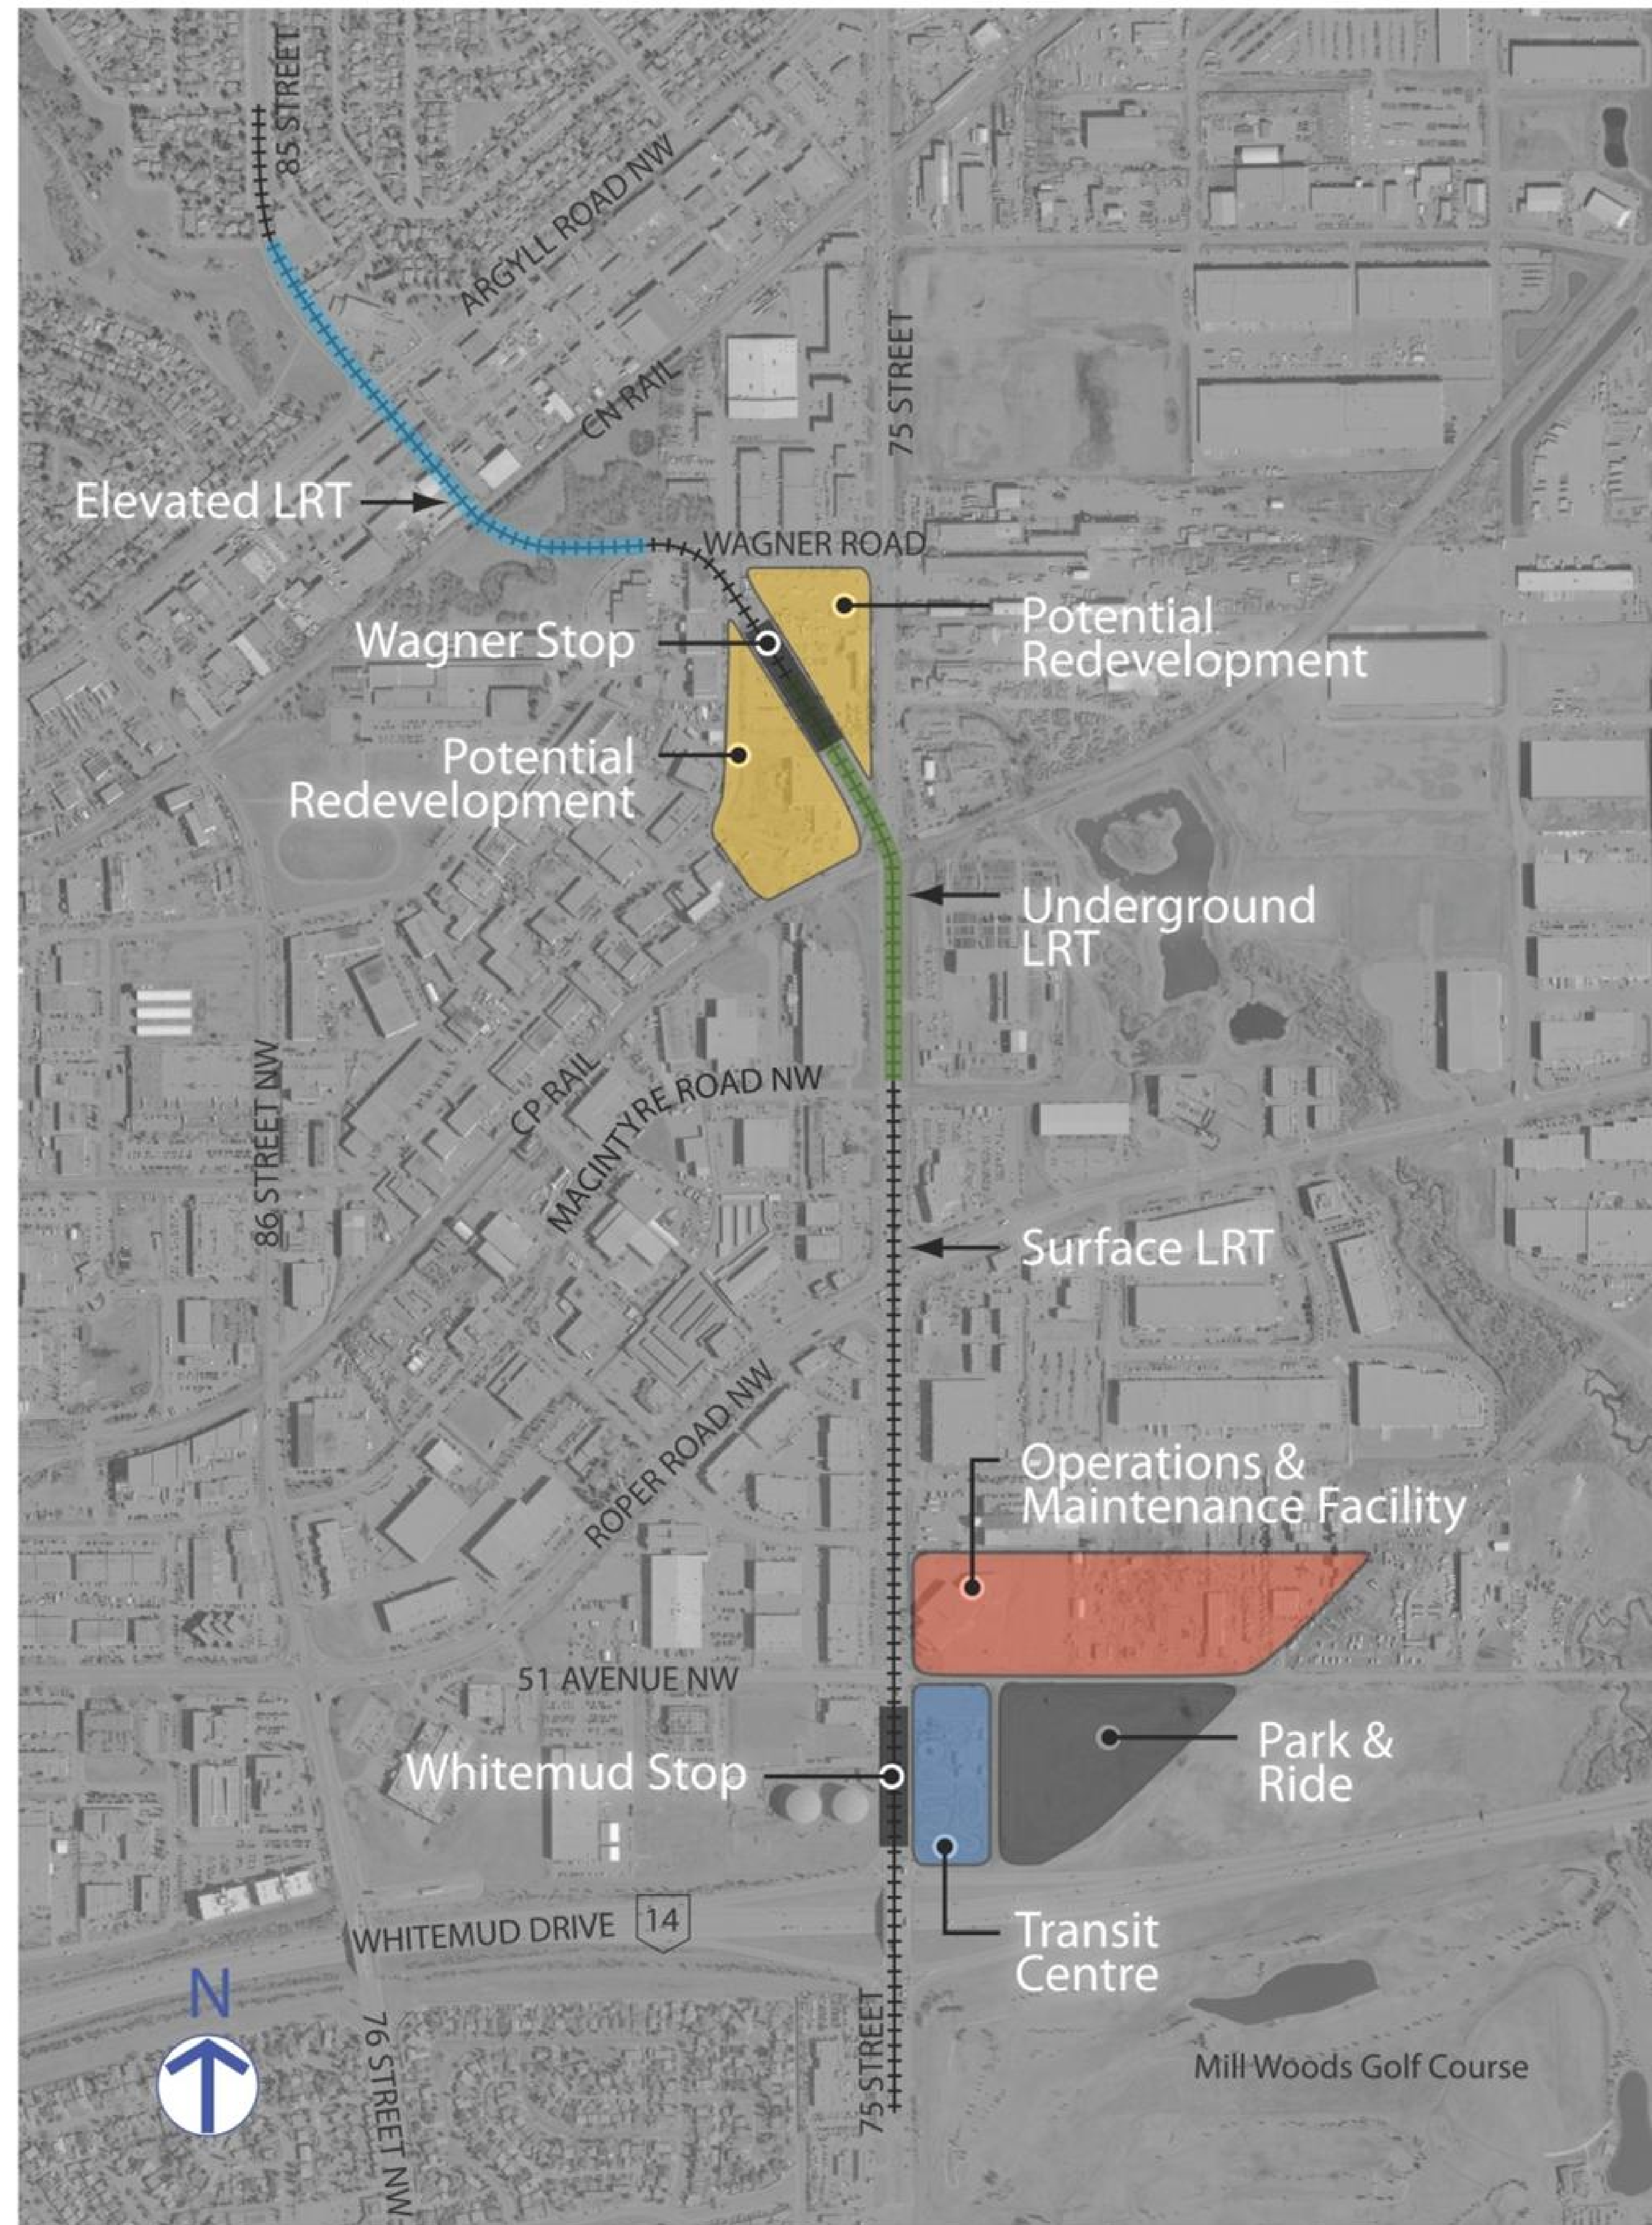 85 STREET
ARGYLL ROAD NW
CN RAIL
75 STREET
Elevated LRT
WAGNER ROAD
Wagner Stop
Potential
Redevelopment
Potential
Redevelopment
Underground
LRT
86 STREET NW
CP RAIL
MACINTYRE ROAD NW
Surface LRT
ROPER ROAD NW
Operations &
Maintenance Facility
51 AVENUE NW
Whitemud Stop
Park &
Ride
WHITEMUD DRIVE 14
Transit
Centre
N
76 STREET NW
75 STREET
Mill Woods Golf Course